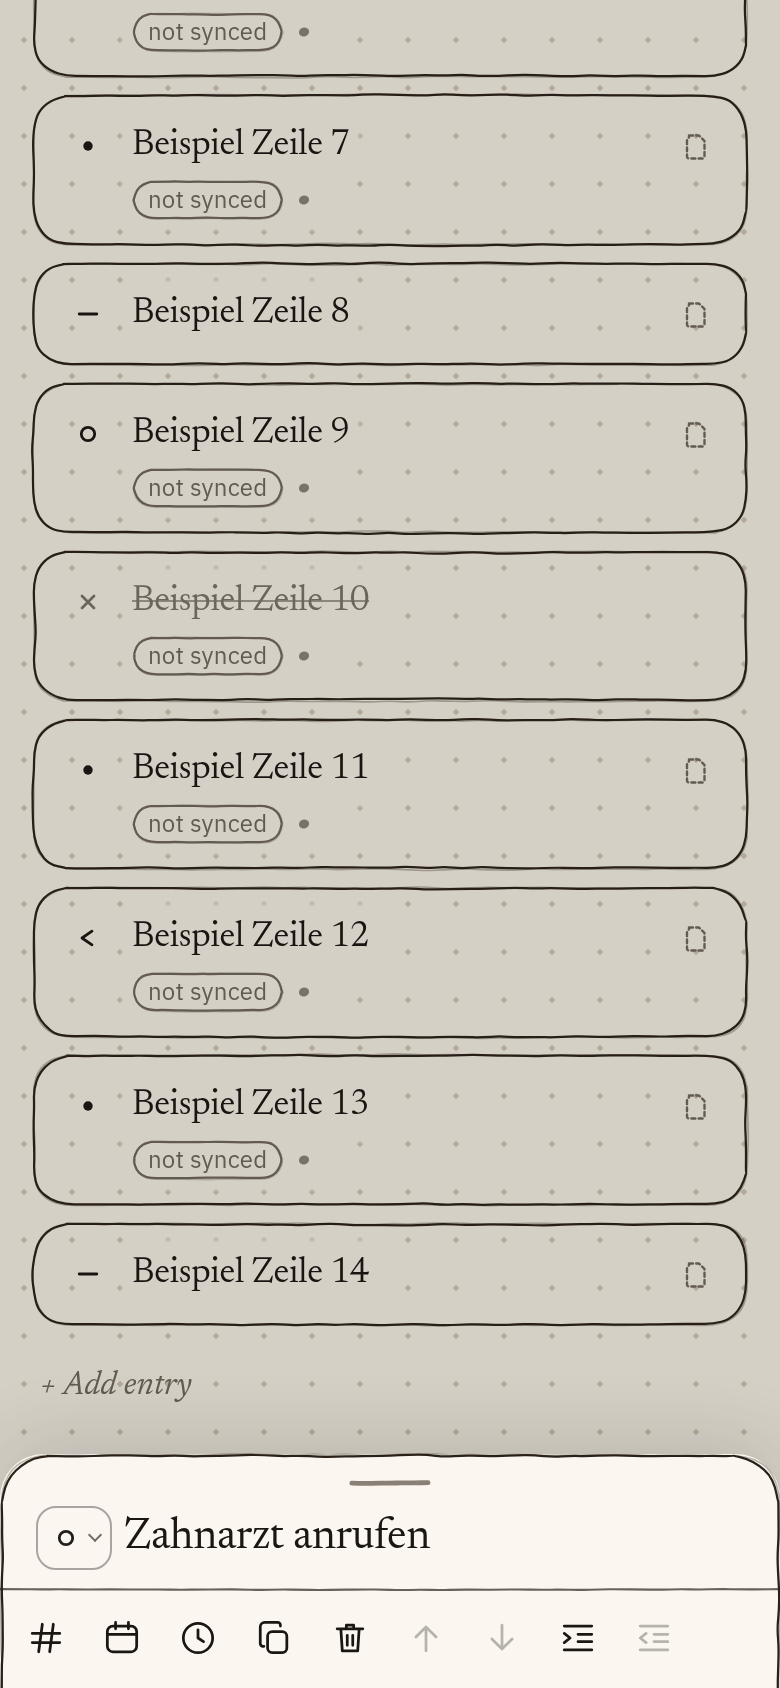 not synced
• Beispiel Zeile 7
not synced
– Beispiel Zeile 8
Beispiel Zeile 9
not synced
× Beispiel Zeile 10
not synced
• Beispiel Zeile 11
not synced
< Beispiel Zeile 12
not synced
• Beispiel Zeile 13
not synced
– Beispiel Zeile 14
+ Add entry
Zahnarzt anrufen